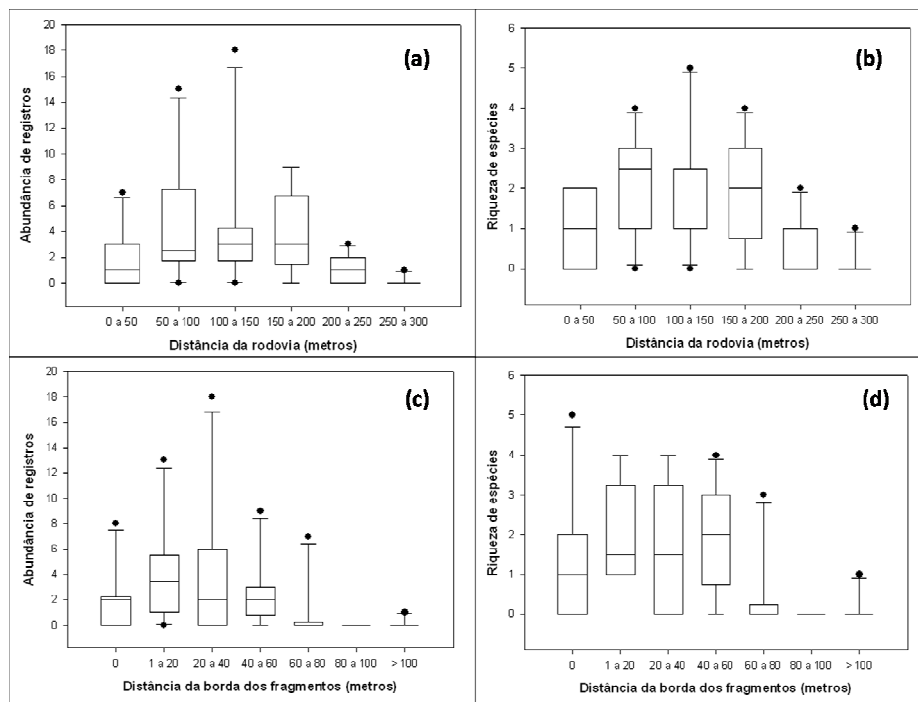 (a)
Abundância de registros
20
18
16
14
12
10
8
6
4
2
0
0 a 50 50 a 100 100 a 150 150 a 200 200 a 250 250 a 300
Distância da rodovia (metros)
(b)
Riqueza de espécies
6
5
4
3
2
1
0
0 a 50 50 a 100 100 a 150 150 a 200 200 a 250 250 a 300
Distância da rodovia (metros)
(c)
Abundância de registros
20
18
16
14
12
10
8
6
4
2
0
0 1 a 20 20 a 40 40 a 60 60 a 80 80 a 100 > 100
Distância da borda dos fragmentos (metros)
(d)
Riqueza de espécies
6
5
4
3
2
1
0
0 1 a 20 20 a 40 40 a 60 60 a 80 80 a 100 > 100
Distância da borda dos fragmentos (metros)